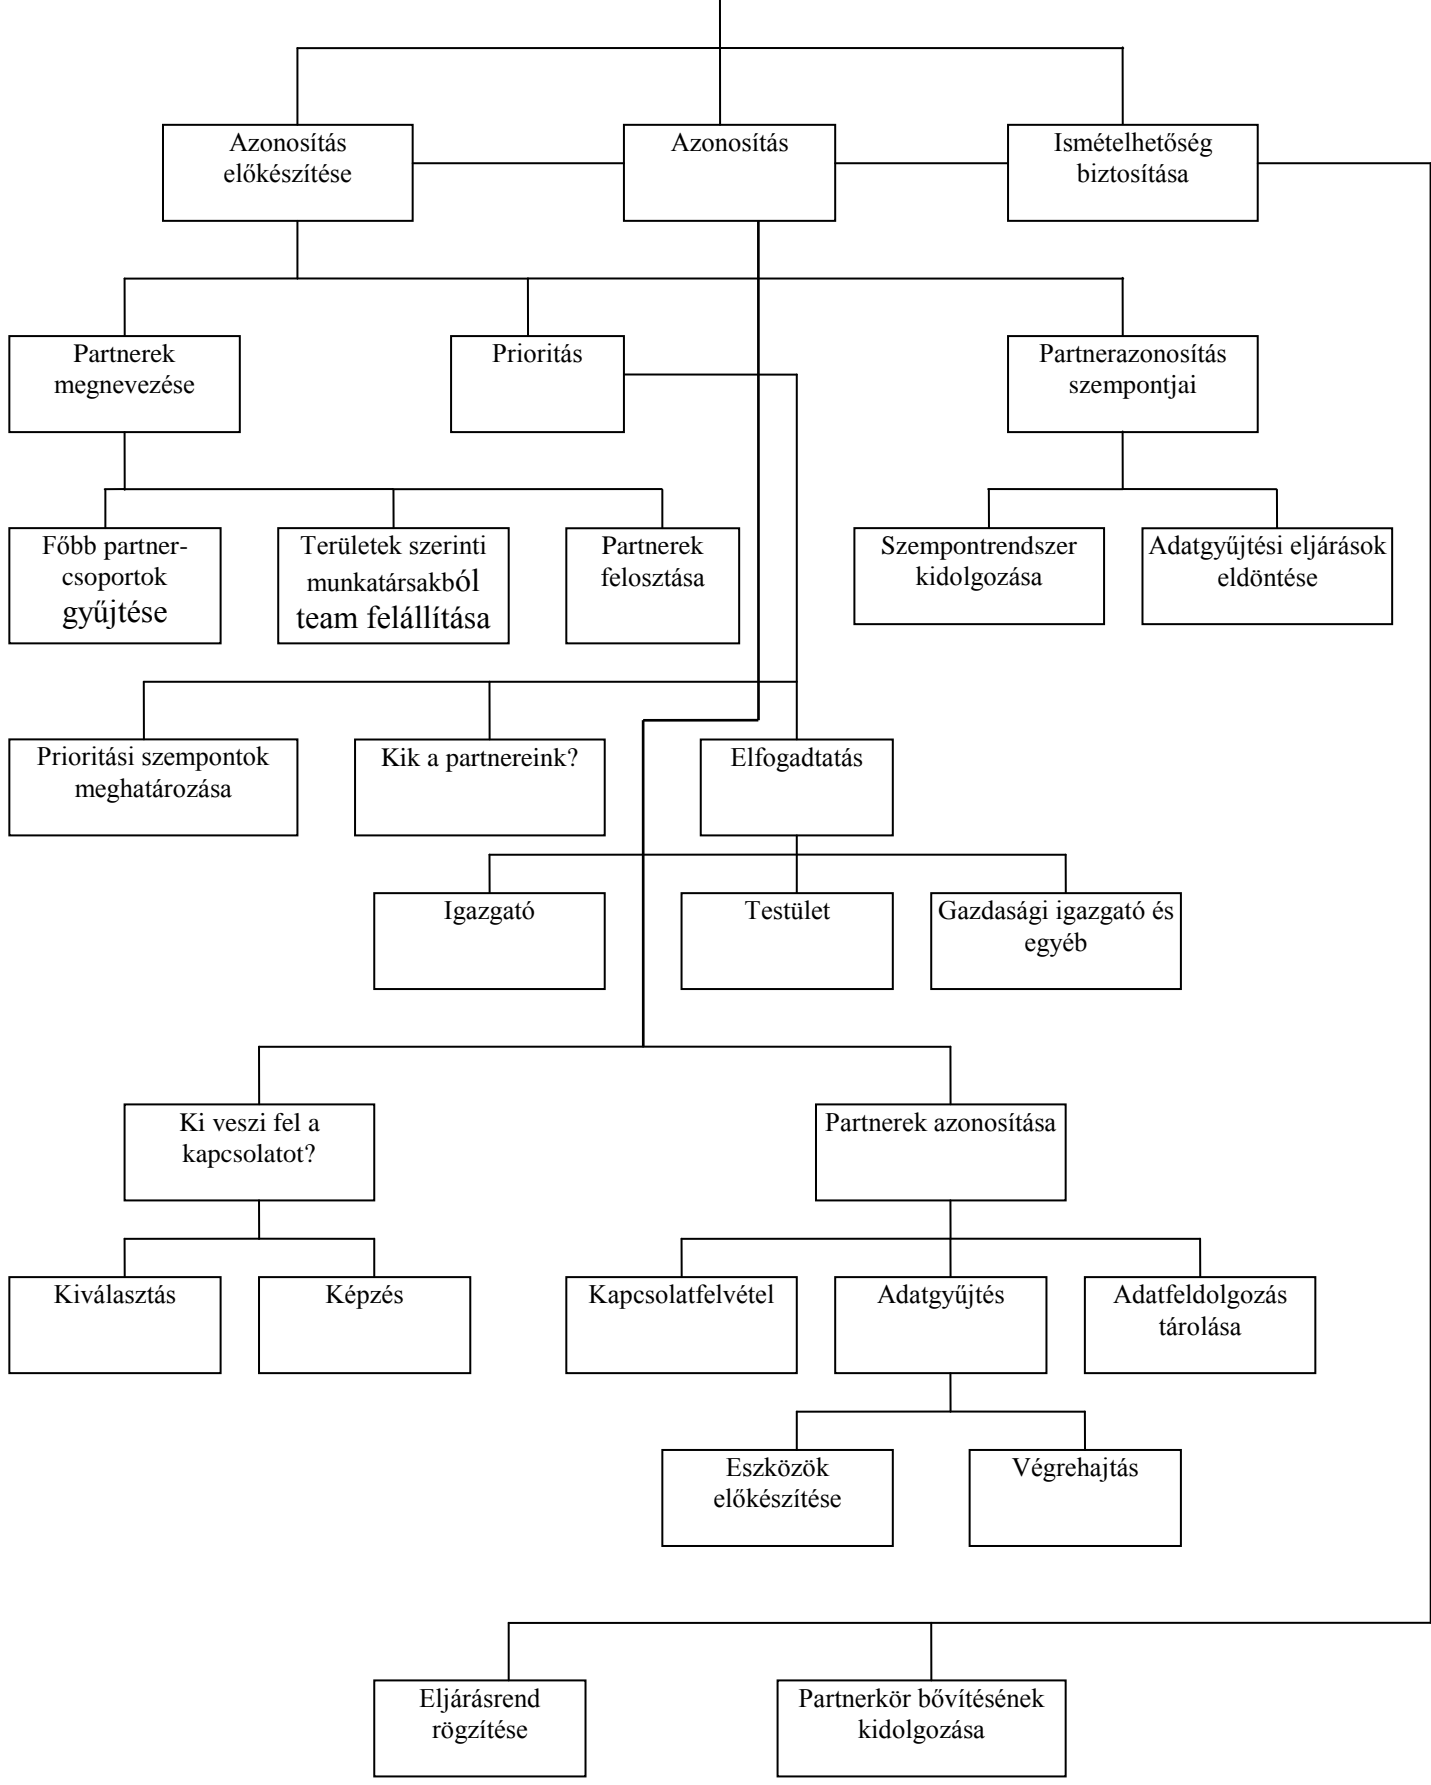 Azonosítás
előkészítése
Azonosítás
Ismételhetőség
biztosítása
Partnerek
megnevezése
Prioritás
Partnerazonosítás
szempontjai
Főbb partner-
csoportok
gyűjtése
Területek szerinti
munkatársakból
team felállítása
Partnerek
felosztása
Szempontrendszer
kidolgozása
Adatgyűjtési eljárások
eldöntése
Prioritási szempontok
meghatározása
Kik a partnereink?
Elfogadtatás
Igazgató
Testület
Gazdasági igazgató és
egyéb
Ki veszi fel a
kapcsolatot?
Partnerek azonosítása
Kiválasztás
Képzés
Kapcsolatfelvétel
Adatgyűjtés
Adatfeldolgozás
tárolása
Eszközök
előkészítése
Végrehajtás
Eljárásrend
rögzítése
Partnerkör bővítésének
kidolgozása